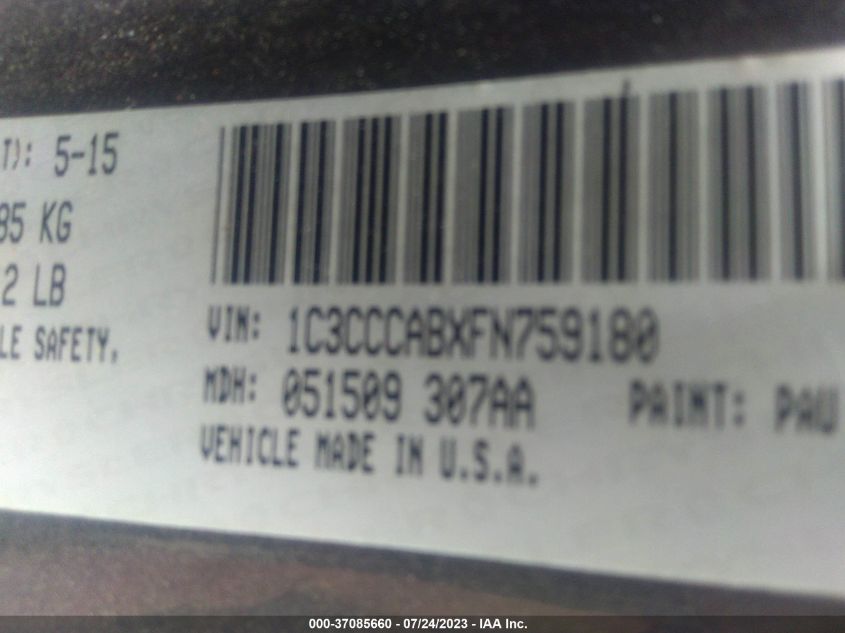 T): 5-15
85 KG
2 LB
LE SAFETY.
VIN: 1C3CCCABXFN759180
MDH: 051509 307AA PAINT: PAU
VEHICLE MADE IN U.S.A.
000-37085660 - 07/24/2023 - IAA Inc.